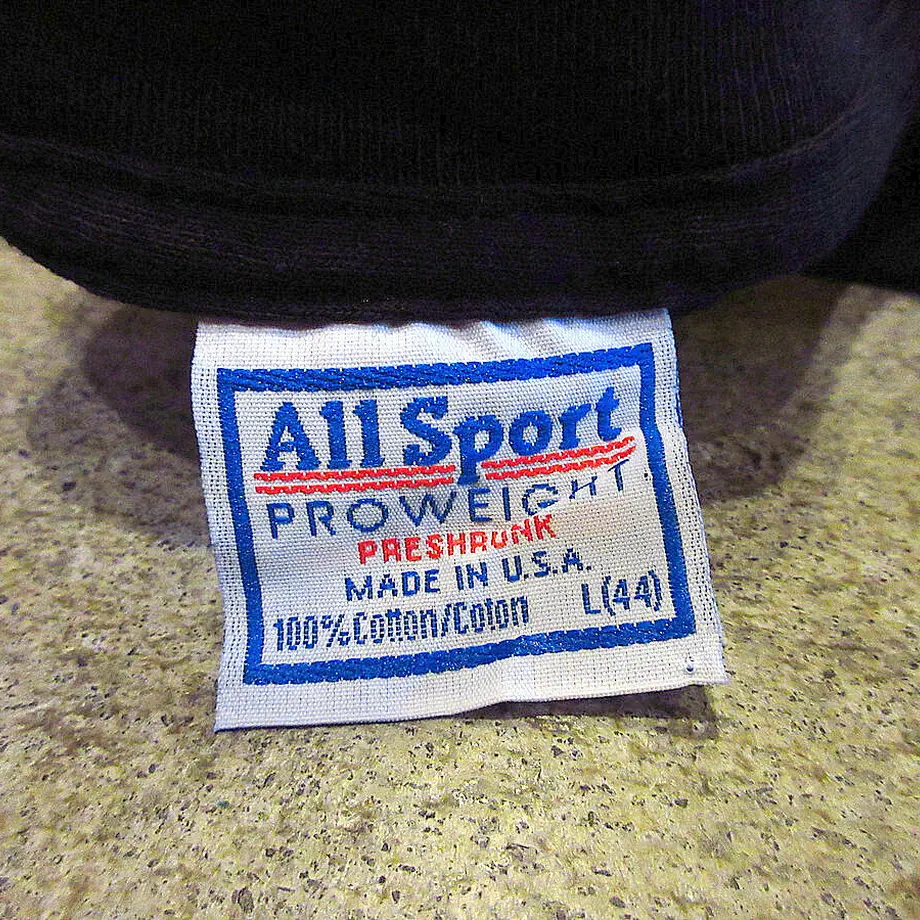 All Sport
PROWEIGHT
PRESHRUNK
MADE IN U.S.A.
100%Cotton/Coton L(44)